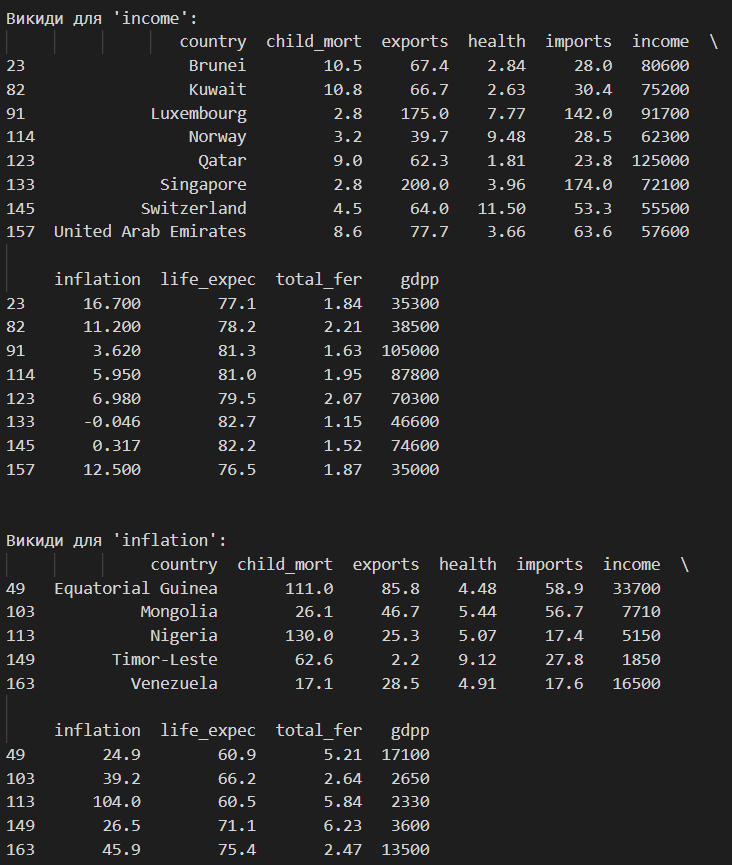 Викиди для 'income':
country child_mort exports health imports income \
23 Brunei 10.5 67.4 2.84 28.0 80600
82 Kuwait 10.8 66.7 2.63 30.4 75200
91 Luxembourg 2.8 175.0 7.77 142.0 91700
114 Norway 3.2 39.7 9.48 28.5 62300
123 Qatar 9.0 62.3 1.81 23.8 125000
133 Singapore 2.8 200.0 3.96 174.0 72100
145 Switzerland 4.5 64.0 11.50 53.3 55500
157 United Arab Emirates 8.6 77.7 3.66 63.6 57600
inflation life_expec total_fer gdpp
23 16.700 77.1 1.84 35300
82 11.200 78.2 2.21 38500
91 3.620 81.3 1.63 105000
114 5.950 81.0 1.95 87800
123 6.980 79.5 2.07 70300
133 -0.046 82.7 1.15 46600
145 0.317 82.2 1.52 74600
157 12.500 76.5 1.87 35000
Викиди для 'inflation':
country child_mort exports health imports income \
49 Equatorial Guinea 111.0 85.8 4.48 58.9 33700
103 Mongolia 26.1 46.7 5.44 56.7 7710
113 Nigeria 130.0 25.3 5.07 17.4 5150
149 Timor-Leste 62.6 2.2 9.12 27.8 1850
163 Venezuela 17.1 28.5 4.91 17.6 16500
inflation life_expec total_fer gdpp
49 24.9 60.9 5.21 17100
103 39.2 66.2 2.64 2650
113 104.0 60.5 5.84 2330
149 26.5 71.1 6.23 3600
163 45.9 75.4 2.47 13500